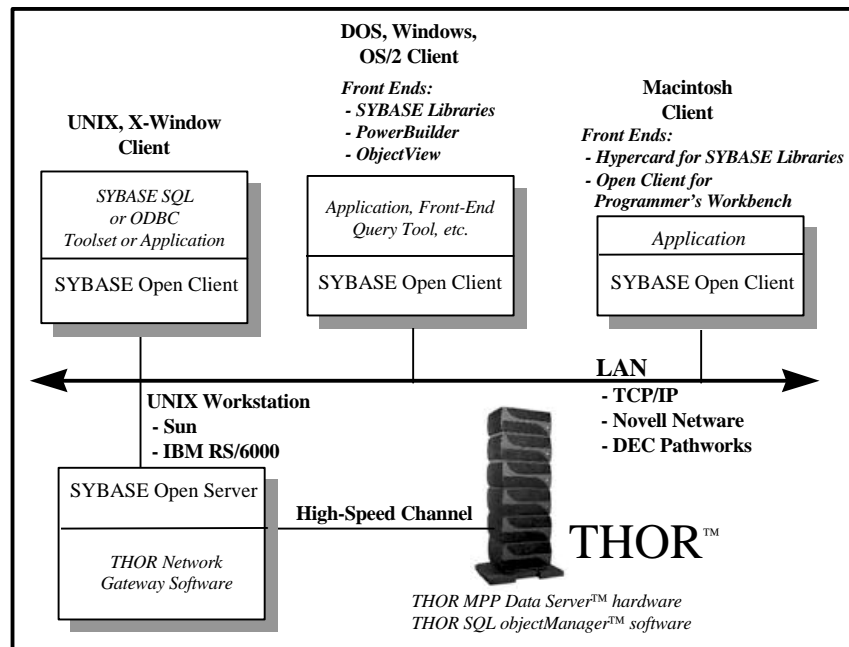 DOS, Windows,
OS/2 Client
Front Ends:
- SYBASE Libraries
- PowerBuilder
- ObjectView
Macintosh
Client
Front Ends:
- Hypercard for SYBASE Libraries
- Open Client for
Programmer's Workbench
UNIX, X-Window
Client
SYBASE SQL
or ODBC
Toolset or Application
SYBASE Open Client
Application, Front-End
Query Tool, etc.
SYBASE Open Client
Application
SYBASE Open Client
LAN
- TCP/IP
- Novell Netware
- DEC Pathworks
UNIX Workstation
- Sun
- IBM RS/6000
SYBASE Open Server
THOR Network
Gateway Software
High-Speed Channel
THOR™
THOR MPP Data Server™ hardware
THOR SQL objectManager™ software